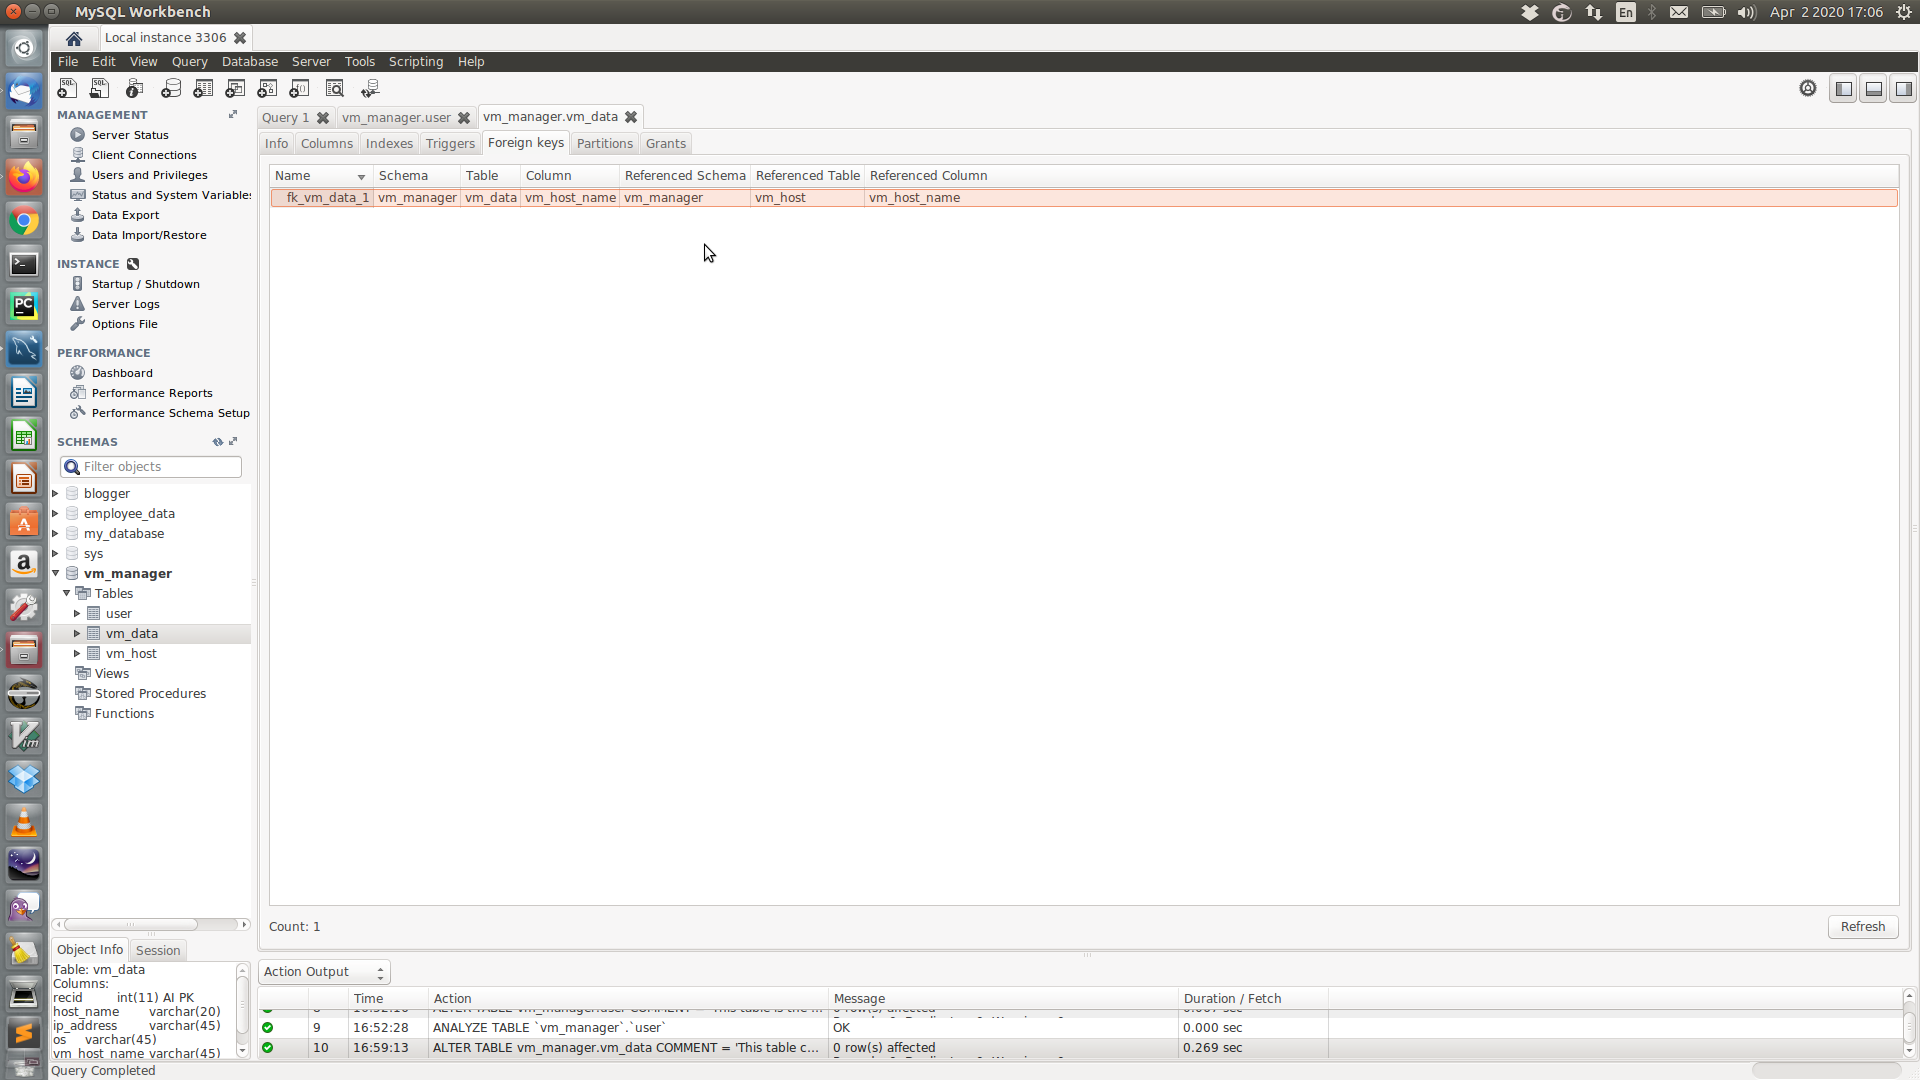 MySQL Workbench
En
Apr 2 2020 17:06
Local instance 3306
File Edit View Query Database Server Tools Scripting Help
MANAGEMENT
Server Status
Client Connections
Users and Privileges
Status and System Variables
Data Export
Data Import/Restore
INSTANCE
Startup / Shutdown
Server Logs
Options File
PERFORMANCE
Dashboard
Performance Reports
Performance Schema Setup
SCHEMAS
Filter objects
blogger
employee_data
my_database
sys
vm_manager
Tables
user
vm_data
vm_host
Views
Stored Procedures
Functions
Object Info Session
Table: vm_data
Columns:
recid int(11) AI PK
host_name varchar(20)
ip_address varchar(45)
os varchar(45)
vm_host_name varchar(45)
Query 1 vm_manager.user vm_manager.vm_data
Info Columns Indexes Triggers Foreign keys Partitions Grants
Name Schema Table Column Referenced Schema Referenced Table Referenced Column
fk_vm_data_1 vm_manager vm_data vm_host_name vm_manager vm_host vm_host_name
Count: 1
Refresh
Action Output
Time Action Message Duration / Fetch
9 16:52:28 ANALYZE TABLE `vm_manager`.`user` OK 0.000 sec
10 16:59:13 ALTER TABLE vm_manager.vm_data COMMENT = 'This table c... 0 row(s) affected 0.269 sec
Query Completed